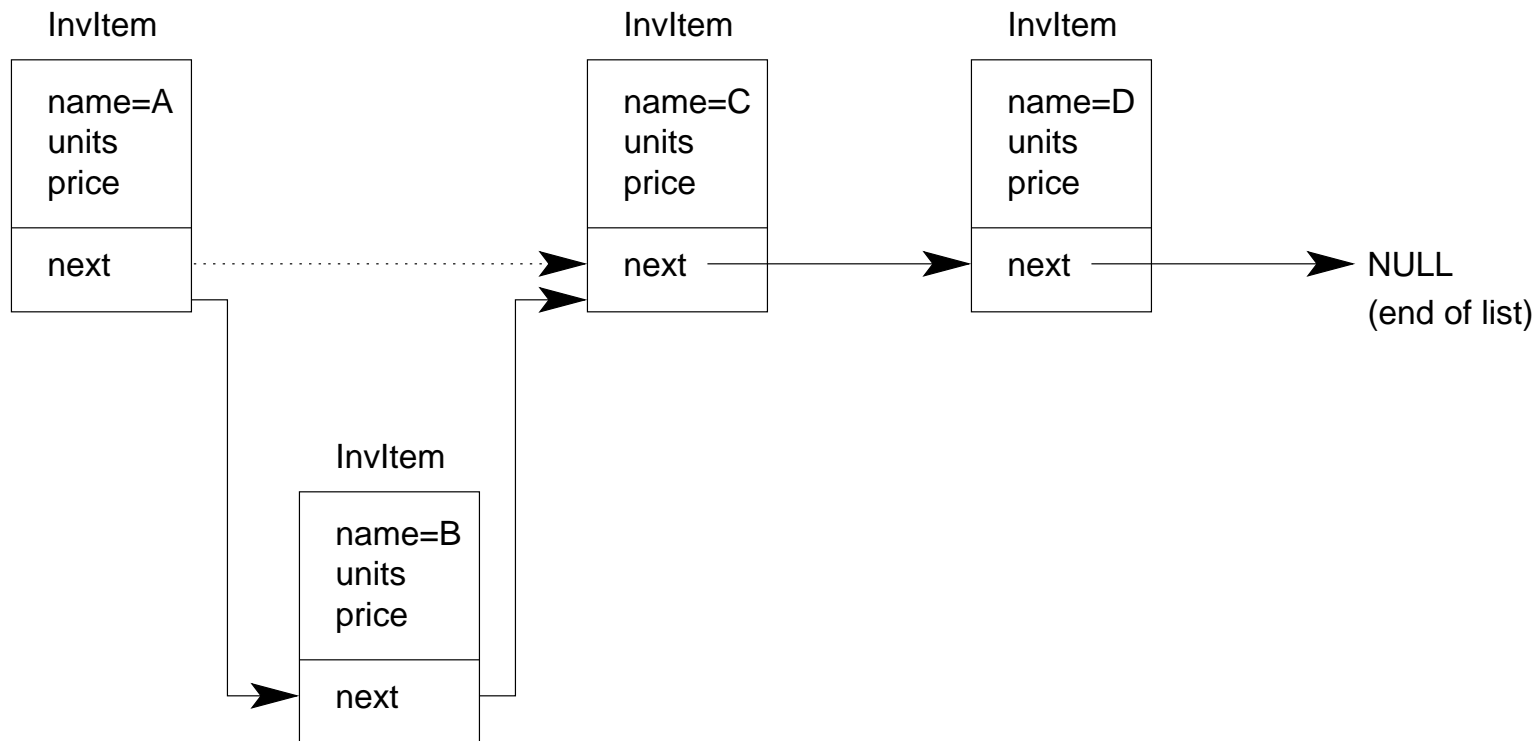 InvItem
name=A
units
price
next
InvItem
name=C
units
price
next
InvItem
name=D
units
price
next
NULL
(end of list)
InvItem
name=B
units
price
next